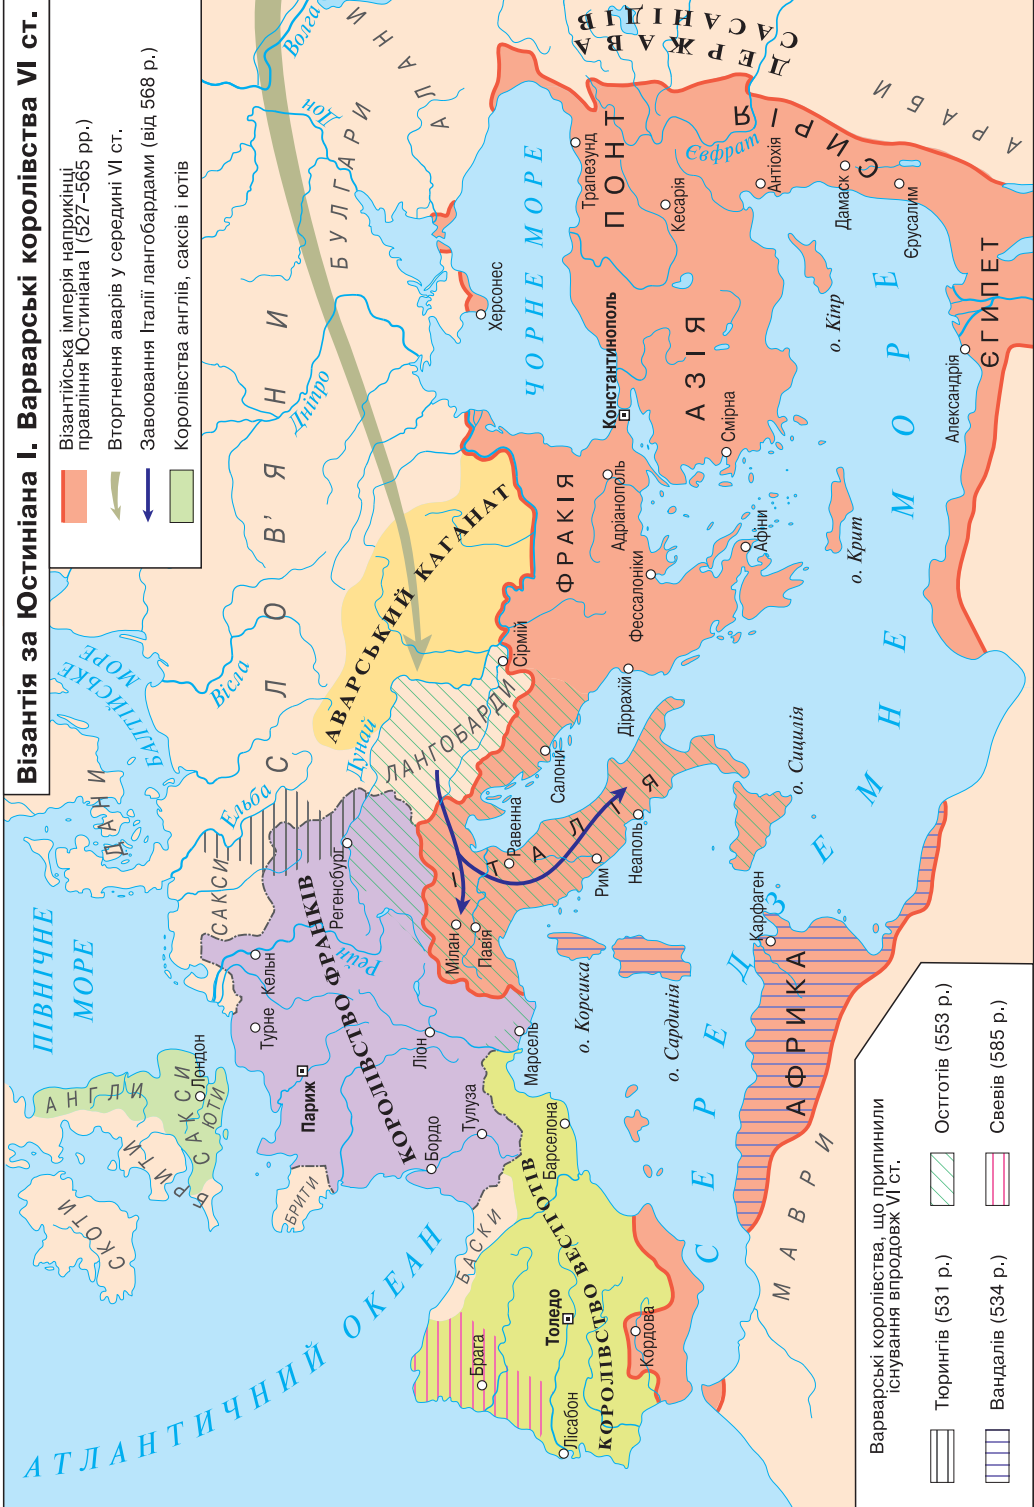 Візантія за Юстиніана I. Варварські королівства VI ст.
Візантійська імперія наприкінці
правління Юстиніана I (527–565 рр.)
Вторгнення аварів у середині VI ст.
Завоювання Італії лангобардами (від 568 р.)
Королівства англів, саксів і ютів
АТЛАНТИЧНИЙ ОКЕАН
ПІВНІЧНЕ
МОРЕ
БАЛТІЙСЬКЕ
МОРЕ
ЧОРНЕ МОРЕ
СЕРЕДЗЕМНЕ МОРЕ
СКОТИ
БРИТИ
АНГЛИ
САКСИ
ЮТИ
Лондон
БРИТИ
ДАНИ
САКСИ
СЛОВ'ЯНИ
БУЛГАРИ
АЛАНИ
Волга
Дон
Дніпро
Вісла
Ельба
Дунай
Рейн
Євфрат
КОРОЛІВСТВО ФРАНКІВ
Турне
Кельн
Париж
Регенсбург
Ліон
Бордо
Тулуза
Марсель
БАСКИ
КОРОЛІВСТВО ВЕСТГОТІВ
Барселона
Толедо
Брага
Лісабон
Кордова
АВАРСЬКИЙ КАГАНАТ
ЛАНГОБАРДИ
Сірмій
ІТАЛІЯ
Мілан
Павія
Равенна
Рим
Неаполь
Салони
Діррахій
о. Корсика
о. Сардинія
о. Сицилія
ФРАКІЯ
Адріанополь
Константинополь
Фессалоніки
Афіни
о. Крит
Херсонес
АЗІЯ
Смірна
ПОНТ
Трапезунд
Кесарія
о. Кіпр
СИРІЯ
Антіохія
Дамаск
Єрусалим
ДЕРЖАВА
САСАНІДІВ
АРАБИ
ЄГИПЕТ
Александрія
АФРИКА
Карфаген
МАВРИ
Варварські королівства, що припинили
існування впродовж VI ст.
Тюрингів (531 р.)
Остготів (553 р.)
Вандалів (534 р.)
Свевів (585 р.)